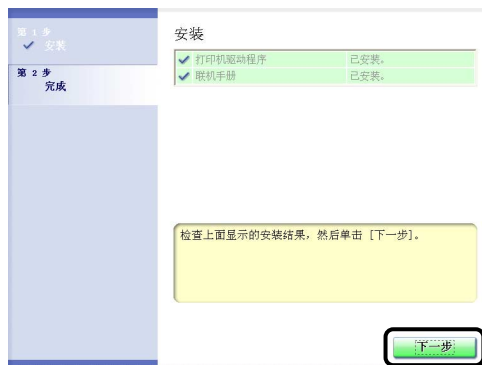 第 1 步
安装
第 2 步
完成
安装
打印机驱动程序 已安装。
联机手册 已安装。
检查上面显示的安装结果，然后单击 [下一步]。
下一步